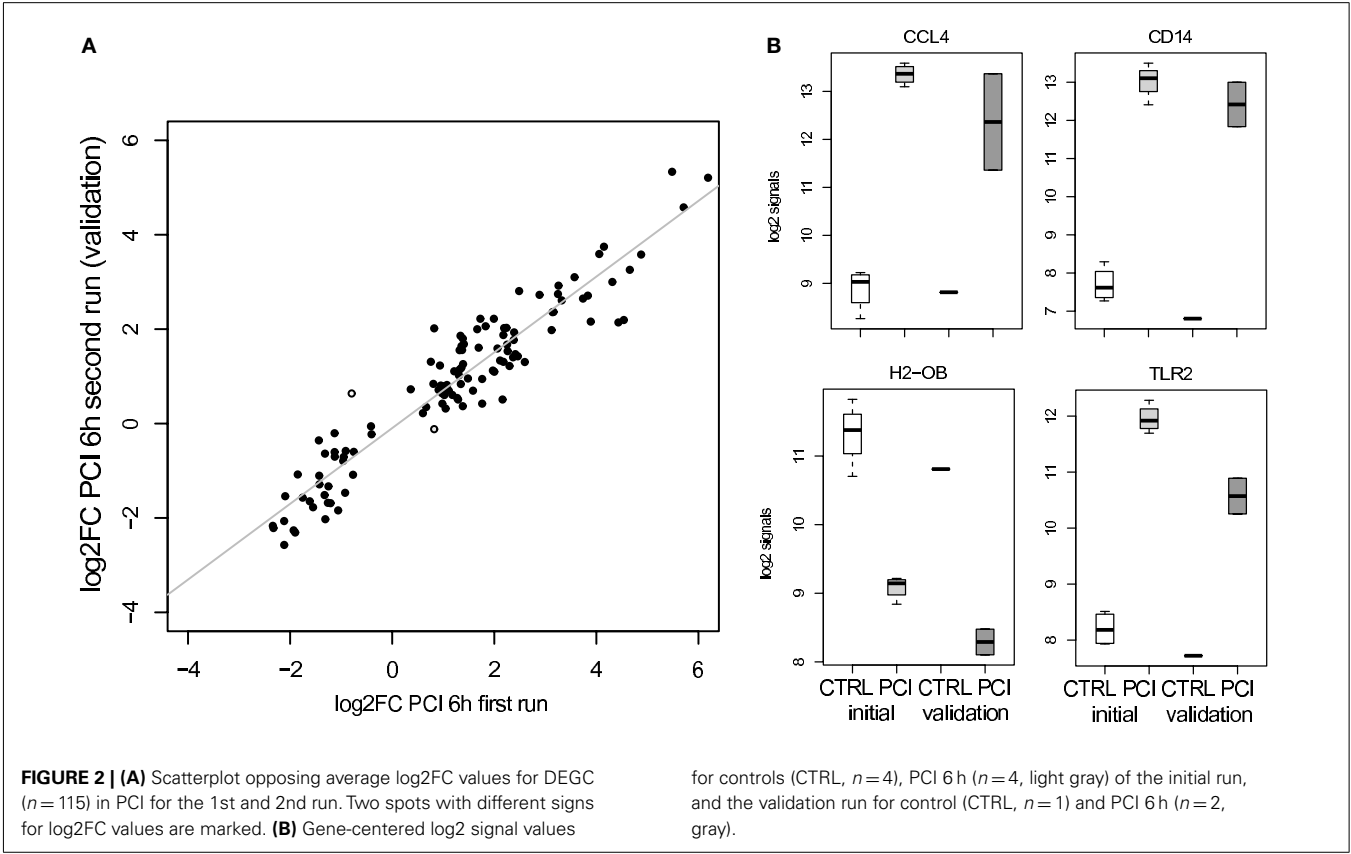 A
log2FC PCI 6h second run (validation)
6
4
2
0
−2
−4
−4 −2 0 2 4 6
log2FC PCI 6h first run
B
CCL4
log2 signals
13
12
11
10
9
CD14
13
12
11
10
9
8
7
H2−OB
log2 signals
11
10
9
8
CTRL PCI CTRL PCI
initial validation
TLR2
12
11
10
9
8
CTRL PCI CTRL PCI
initial validation
FIGURE 2 | (A) Scatterplot opposing average log2FC values for DEGC
(n = 115) in PCI for the 1st and 2nd run. Two spots with different signs
for log2FC values are marked. (B) Gene-centered log2 signal values
for controls (CTRL, n = 4), PCI 6 h (n = 4, light gray) of the initial run,
and the validation run for control (CTRL, n = 1) and PCI 6 h (n = 2,
gray).